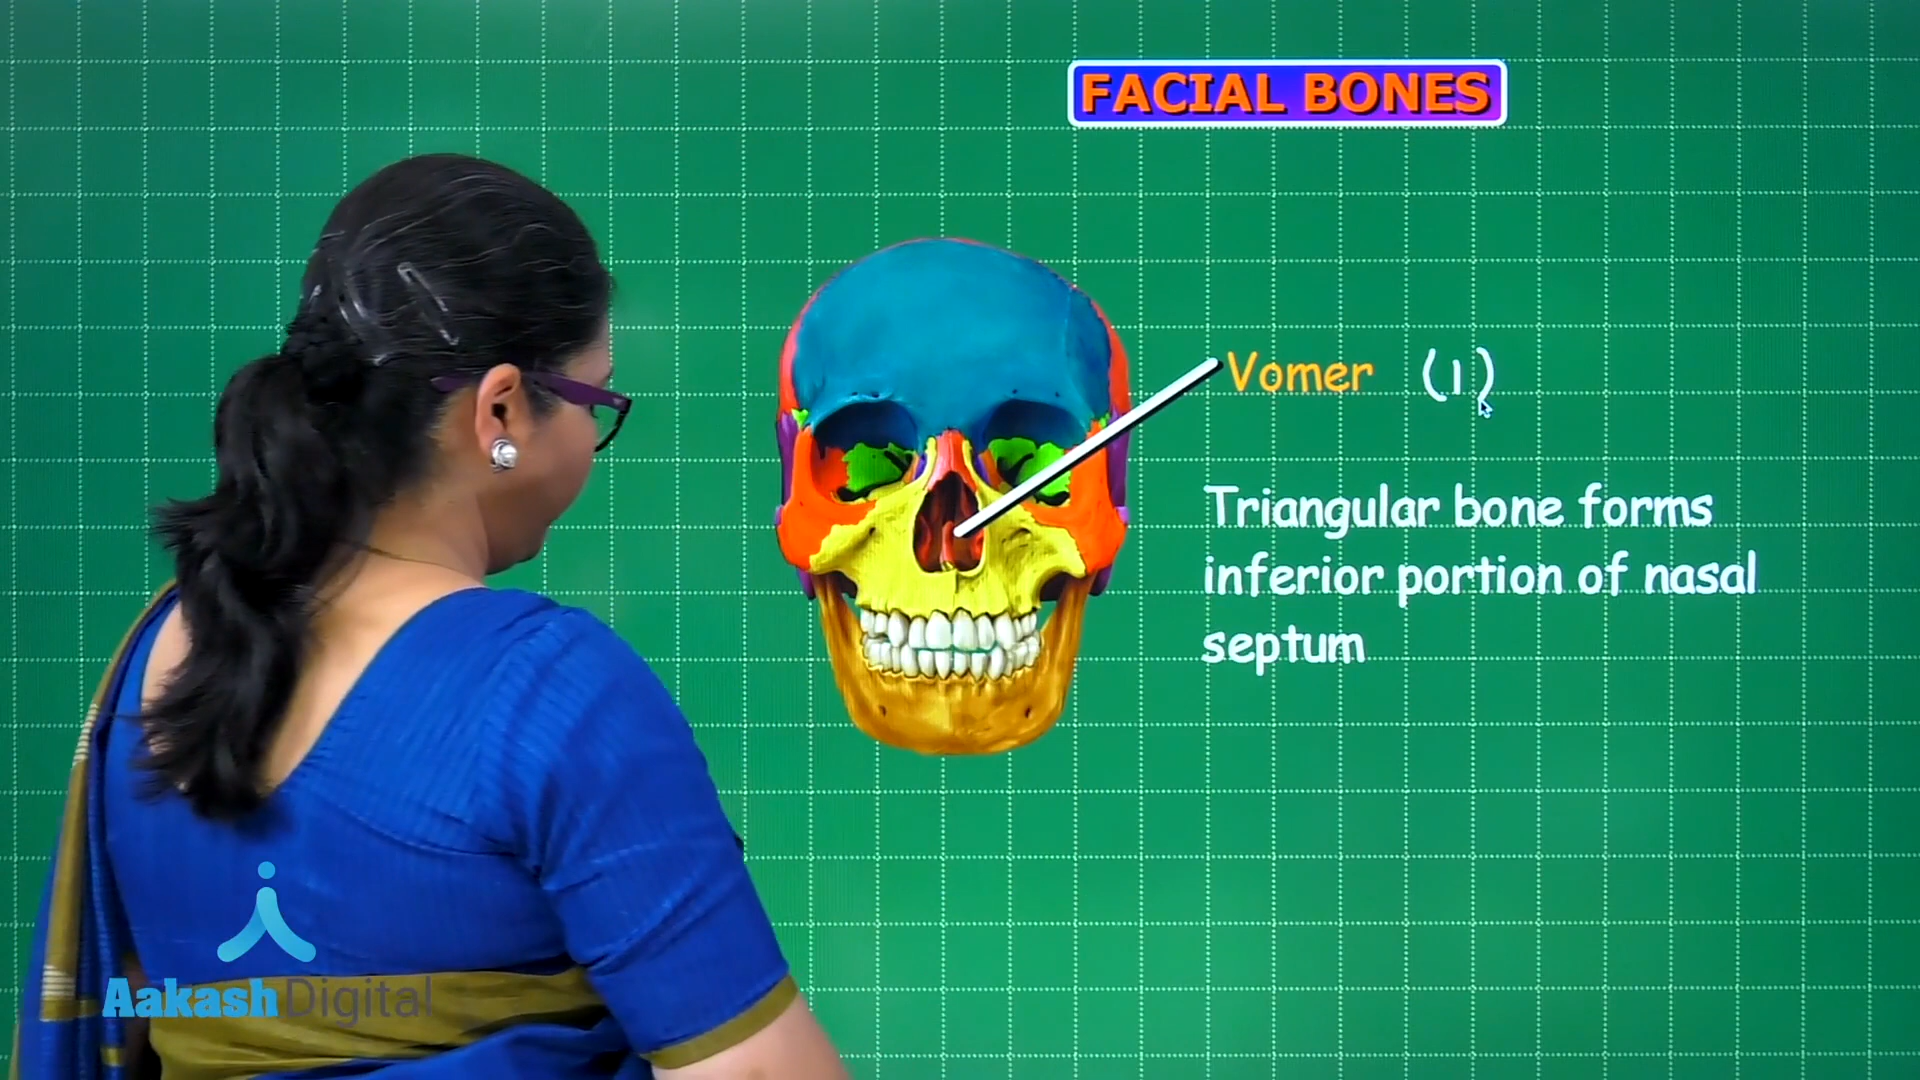 FACIAL BONES
Vomer (1)
Triangular bone forms
inferior portion of nasal
septum
Aakash Digital